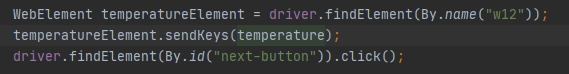 WebElement temperatureElement = driver.findElement(By.name("w12"));
temperatureElement.sendKeys(temperature);
driver.findElement(By.id("next-button")).click();